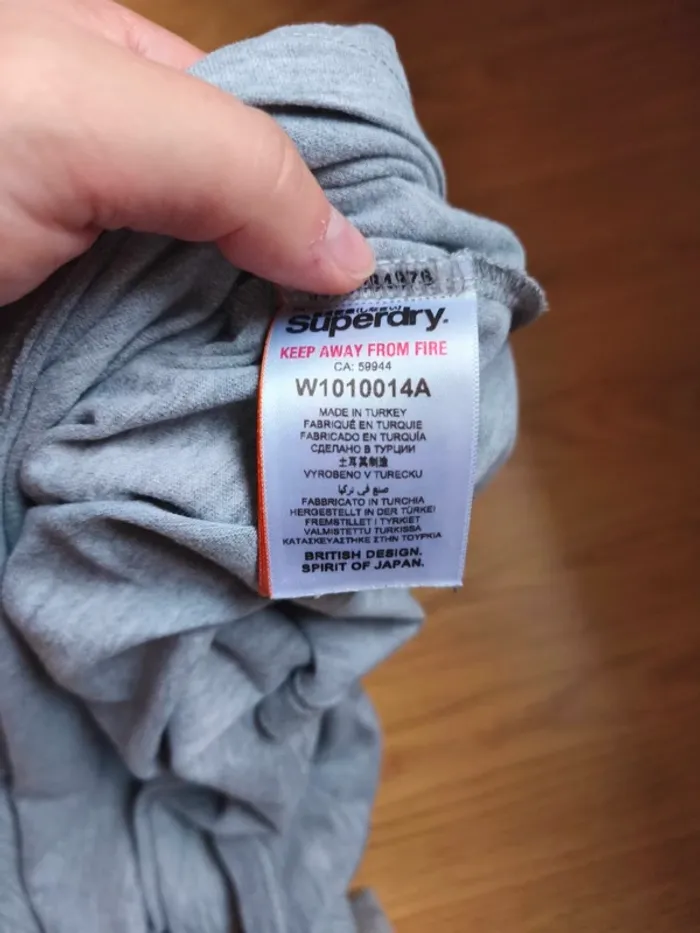 84978
Superdry.
KEEP AWAY FROM FIRE
CA: 59944
W1010014A
MADE IN TURKEY
FABRIQUÉ EN TURQUIE
FABRICADO EN TURQUÍA
СДЕЛАНО В ТУРЦИИ
土耳其制造
VYROBENO V TURECKU
صنع في تركيا
FABBRICATO IN TURCHIA
HERGESTELLT IN DER TÜRKEI
FREMSTILLET I TYRKIET
VALMISTETTU TURKISSA
ΚΑΤΑΣΚΕΥΑΣΤΗΚΕ ΣΤΗΝ ΤΟΥΡΚΙΑ
BRITISH DESIGN.
SPIRIT OF JAPAN.